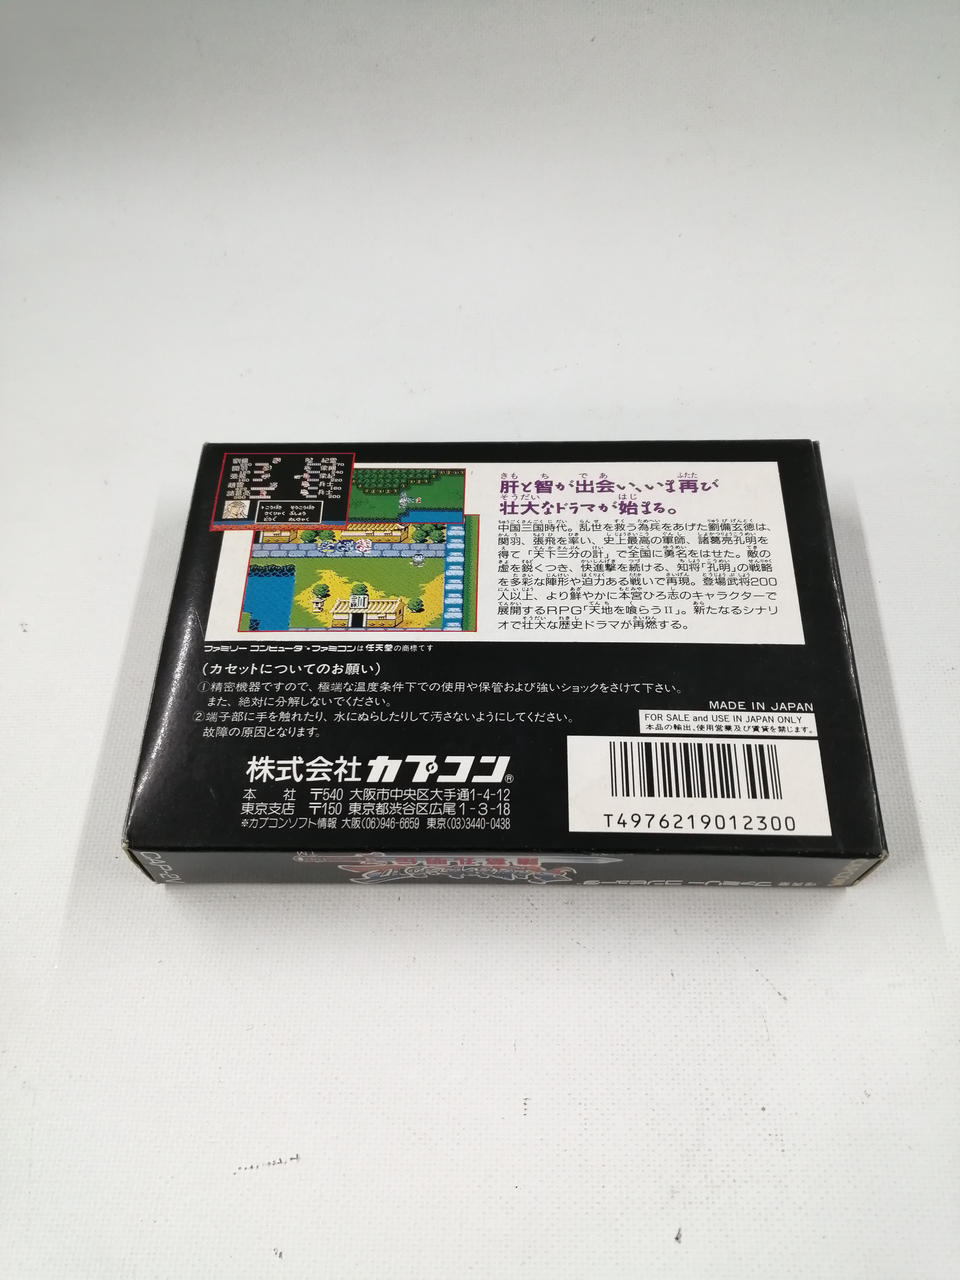 肝と智が出会い、いま再び
壮大なドラマが始まる。
中国三国時代。乱世を救う為兵をあげた劉備玄徳は、
関羽、張飛を率い、史上最高の軍師、諸葛亮孔明を
得て「天下三分の計」で全国に勇名をはせた。敵の
虚を鋭くつき、快進撃を続ける、知将「孔明」の戦略
を多彩な陣形や迫力ある戦いで再現。登場武将200
人以上、より鮮やかに本宮ひろ志のキャラクターで
展開するRPG「天地を喰らうII」。新たなるシナリ
オで壮大な歴史ドラマが再燃する。
ファミリーコンピュータ・ファミコンは任天堂の商標です
(カセットについてのお願い)
①精密機器ですので、極端な温度条件下での使用や保管および強いショックをさけて下さい。
また、絶対に分解しないでください。
②端子部に手を触れたり、水にぬらしたりして汚さないようにしてください。
故障の原因となります。
MADE IN JAPAN
FOR SALE and USE IN JAPAN ONLY
本品の輸出、使用営業及び賃貸を禁じます。
株式会社カプコン®
本 社 〒540 大阪市中央区大手通1-4-12
東京支店 〒150 東京都渋谷区広尾1-3-18
※カプコンソフト情報 大阪(06)946-6659 東京(03)3440-0438
T4976219012300